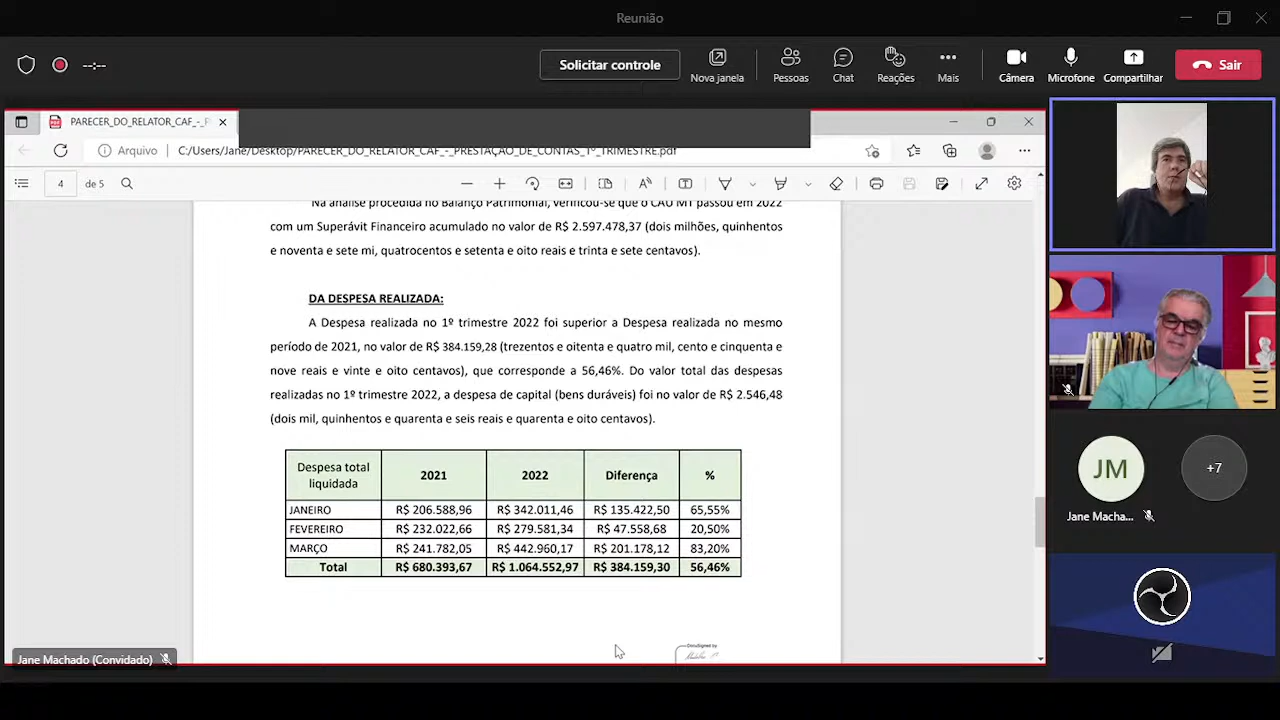 Reunião
--:--
Solicitar controle
Nova janela
Pessoas
Chat
Reações
Mais
Câmera
Microfone
Compartilhar
Sair
PARECER_DO_RELATOR_CAF_-_P
Arquivo
C:/Users/Jane/Desktop/PARECER_DO_RELATOR_CAF_-_PRESTAÇÃO_DE_CONTAS_1º_TRIMESTRE.pdf
4 de 5
Na análise procedida no Balanço Patrimonial, verificou-se que o CAU MT passou em 2022
com um Superávit Financeiro acumulado no valor de R$ 2.597.478,37 (dois milhões, quinhentos
e noventa e sete mi, quatrocentos e setenta e oito reais e trinta e sete centavos).
DA DESPESA REALIZADA:
A Despesa realizada no 1º trimestre 2022 foi superior a Despesa realizada no mesmo
período de 2021, no valor de R$ 384.159,28 (trezentos e oitenta e quatro mil, cento e cinquenta e
nove reais e vinte e oito centavos), que corresponde a 56,46%. Do valor total das despesas
realizadas no 1º trimestre 2022, a despesa de capital (bens duráveis) foi no valor de R$ 2.546,48
(dois mil, quinhentos e quarenta e seis reais e quarenta e oito centavos).
Despesa total
liquidada
2021 2022 Diferença %
JANEIRO R$ 206.588,96 R$ 342.011,46 R$ 135.422,50 65,55%
FEVEREIRO R$ 232.022,66 R$ 279.581,34 R$ 47.558,68 20,50%
MARÇO R$ 241.782,05 R$ 442.960,17 R$ 201.178,12 83,20%
Total R$ 680.393,67 R$ 1.064.552,97 R$ 384.159,30 56,46%
DocuSigned by
Jane Machado (Convidado)
JM
+7
Jane Macha...